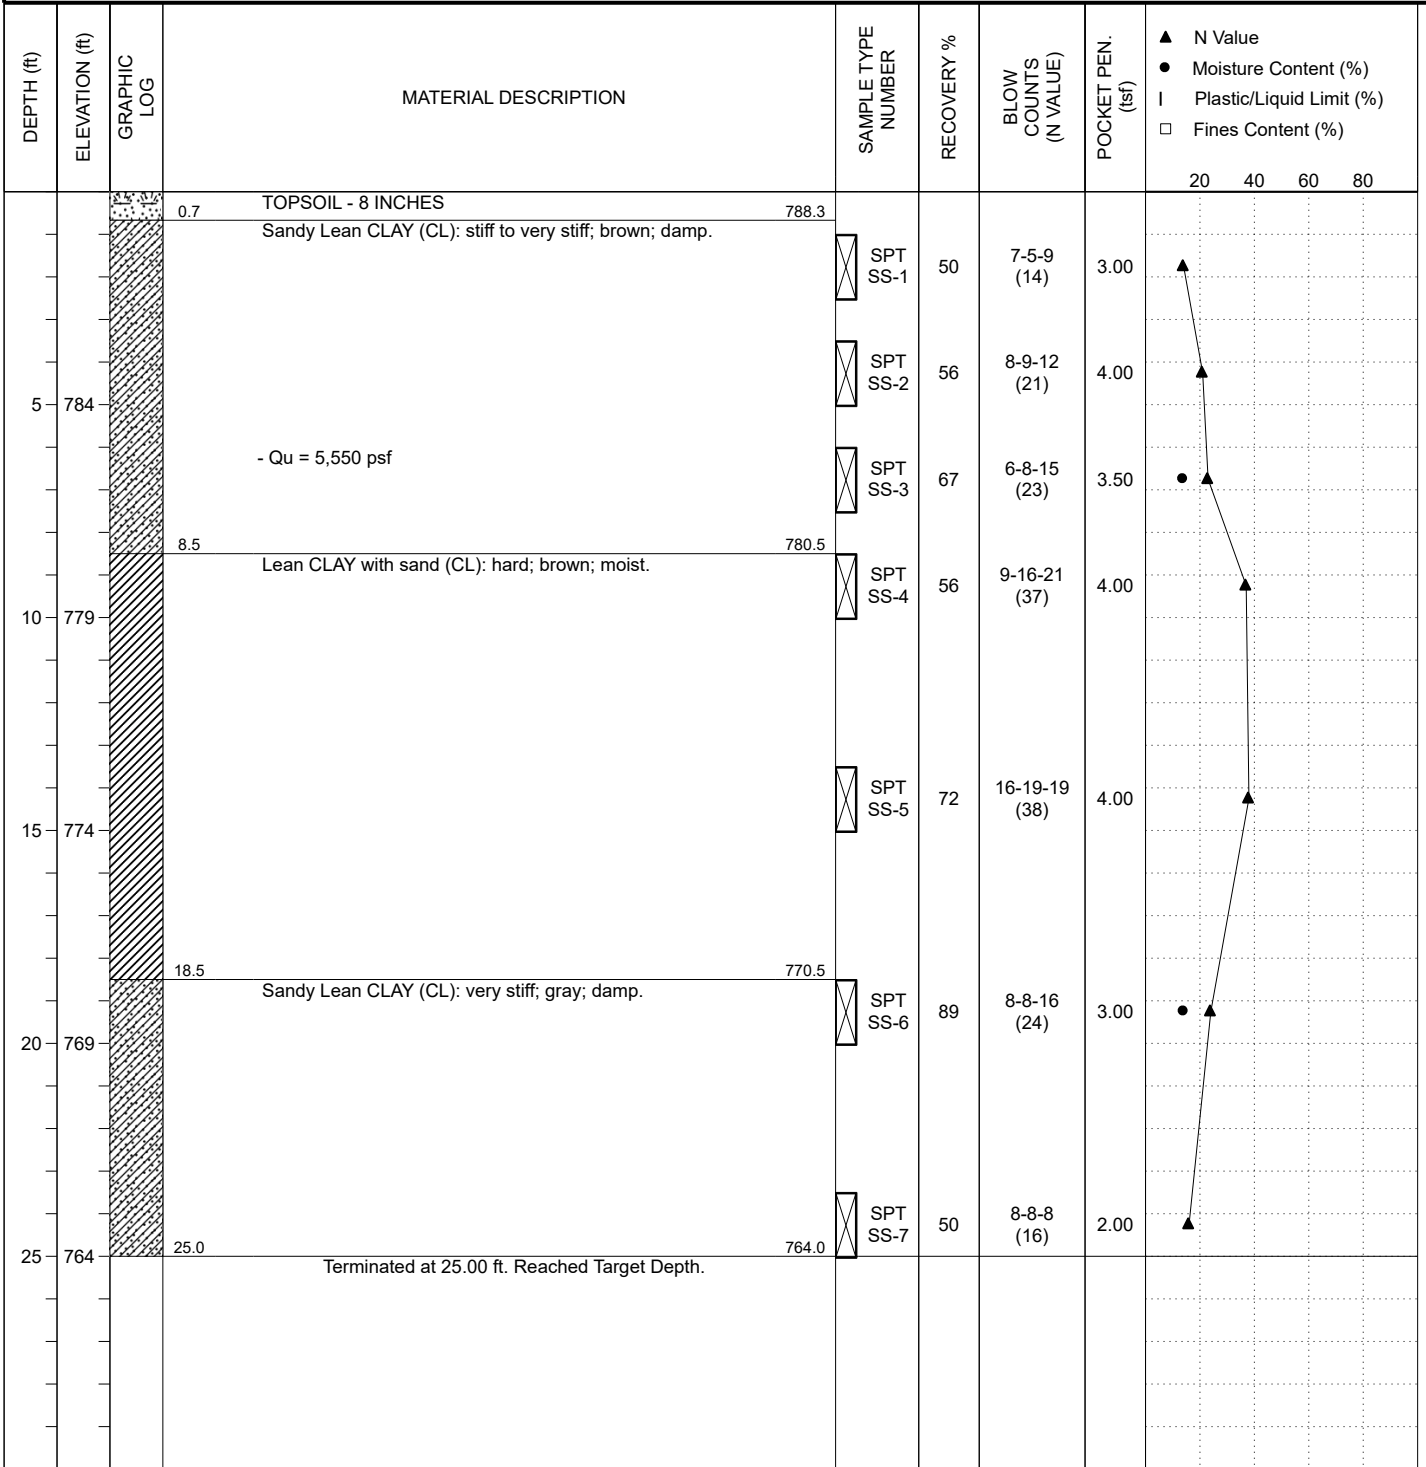 DEPTH (ft)
ELEVATION (ft)
GRAPHIC
LOG
MATERIAL DESCRIPTION
SAMPLE TYPE
NUMBER
RECOVERY %
BLOW
COUNTS
(N VALUE)
POCKET PEN.
(tsf)
N Value
Moisture Content (%)
Plastic/Liquid Limit (%)
Fines Content (%)
20 40 60 80
TOPSOIL - 8 INCHES
0.7 788.3
Sandy Lean CLAY (CL): stiff to very stiff; brown; damp.
SPT
SS-1
50
7-5-9
(14)
3.00
SPT
SS-2
56
8-9-12
(21)
4.00
5 784
- Qu = 5,550 psf
SPT
SS-3
67
6-8-15
(23)
3.50
8.5 780.5
Lean CLAY with sand (CL): hard; brown; moist.
SPT
SS-4
56
9-16-21
(37)
4.00
10 779
SPT
SS-5
72
16-19-19
(38)
4.00
15 774
18.5 770.5
Sandy Lean CLAY (CL): very stiff; gray; damp.
SPT
SS-6
89
8-8-16
(24)
3.00
20 769
SPT
SS-7
50
8-8-8
(16)
2.00
25 764
25.0 764.0
Terminated at 25.00 ft. Reached Target Depth.